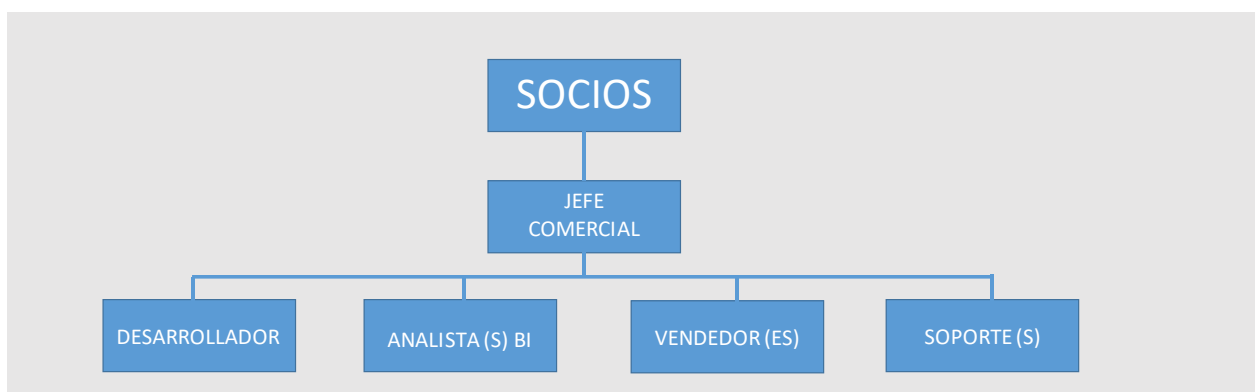 SOCIOS
JEFE
COMERCIAL
DESARROLLADOR
ANALISTA (S) BI
VENDEDOR (ES)
SOPORTE (S)